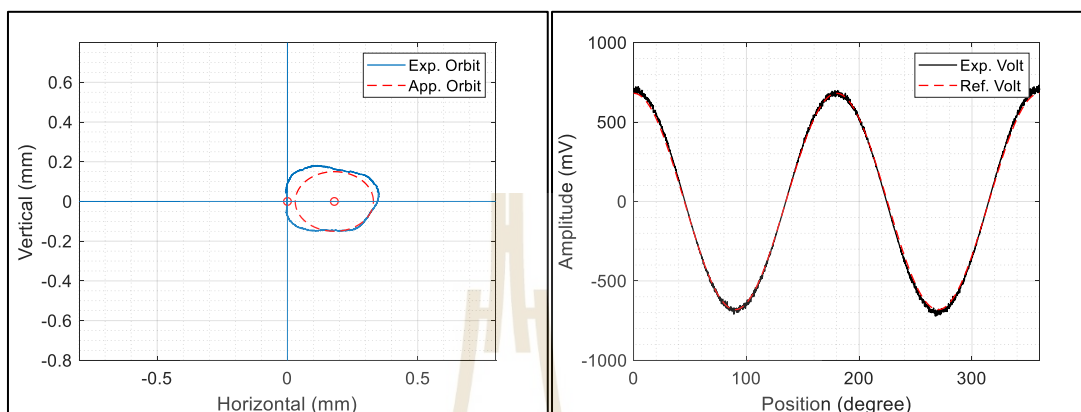 Exp. Orbit
App. Orbit
0.6
0.4
0.2
0
-0.2
-0.4
-0.6
-0.8
-0.5
0
0.5
Vertical (mm)
Horizontal (mm)
Exp. Volt
Ref. Volt
1000
500
0
-500
-1000
0
100
200
300
Amplitude (mV)
Position (degree)